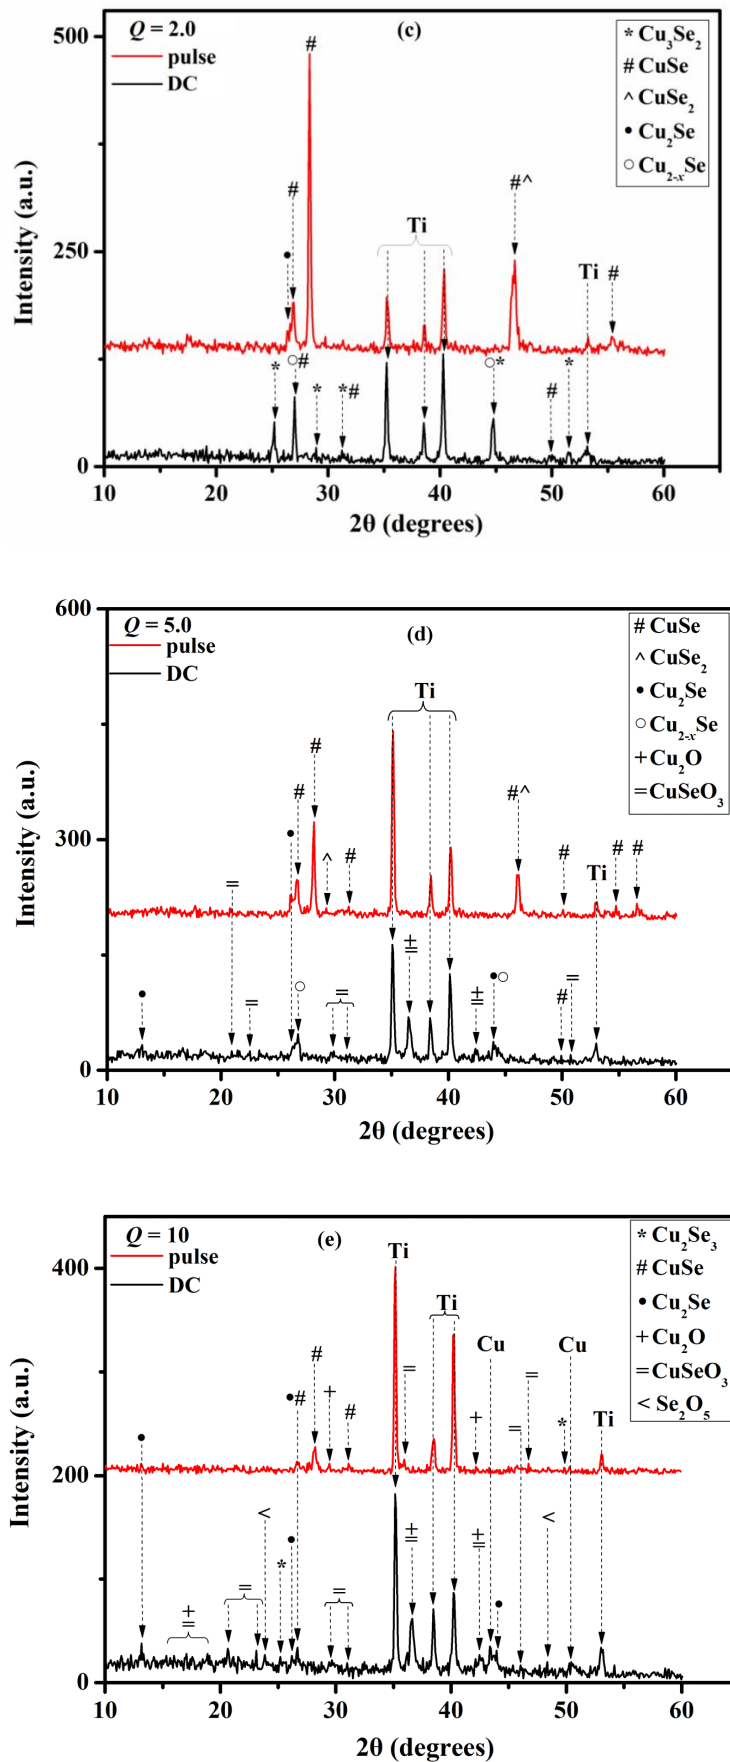 Q = 2.0
(c)
pulse
DC
* Cu3Se2
# CuSe
^ CuSe2
• Cu2Se
○ Cu2-xSe
500
250
0
Intensity (a.u.)
# # • #^ Ti Ti #
* ○# * *# ○* # *
10 20 30 40 50 60
2θ (degrees)
Q = 5.0
(d)
pulse
DC
# CuSe
^ CuSe2
• Cu2Se
○ Cu2-xSe
+ Cu2O
= CuSeO3
600
300
0
Intensity (a.u.)
Ti
= • # # ^ # #^ # Ti # #
• = ○ = ± = •○ ± = # =
10 20 30 40 50 60
2θ (degrees)
Q = 10
(e)
pulse
DC
* Cu2Se3
# CuSe
• Cu2Se
+ Cu2O
= CuSeO3
< Se2O5
400
200
0
Intensity (a.u.)
Ti Ti Cu Cu Ti
• •# # + # = + = = *
+ = = < * • = + = + = • <
10 20 30 40 50 60
2θ (degrees)